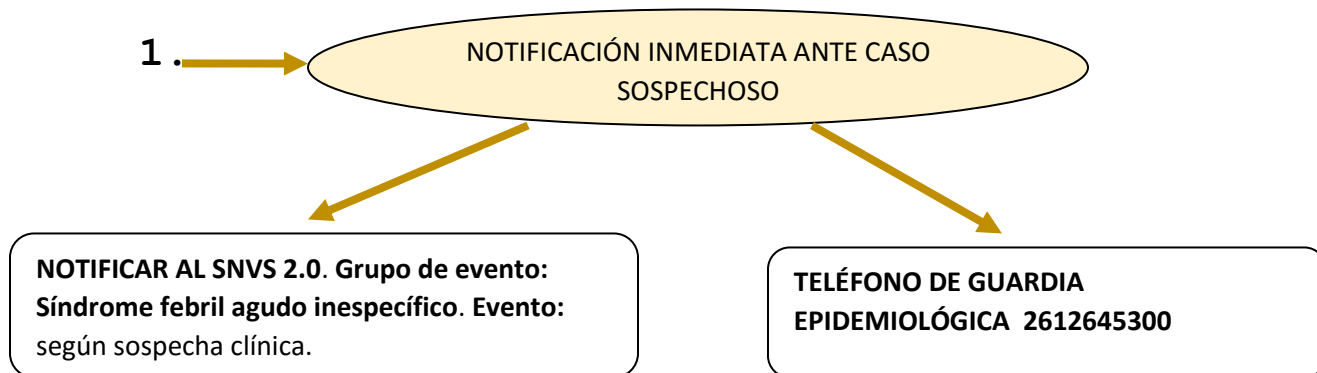 1.
NOTIFICACIÓN INMEDIATA ANTE CASO
SOSPECHOSO
NOTIFICAR AL SNVS 2.0. Grupo de evento:
Síndrome febril agudo inespecífico. Evento:
según sospecha clínica.
TELÉFONO DE GUARDIA
EPIDEMIOLÓGICA 2612645300